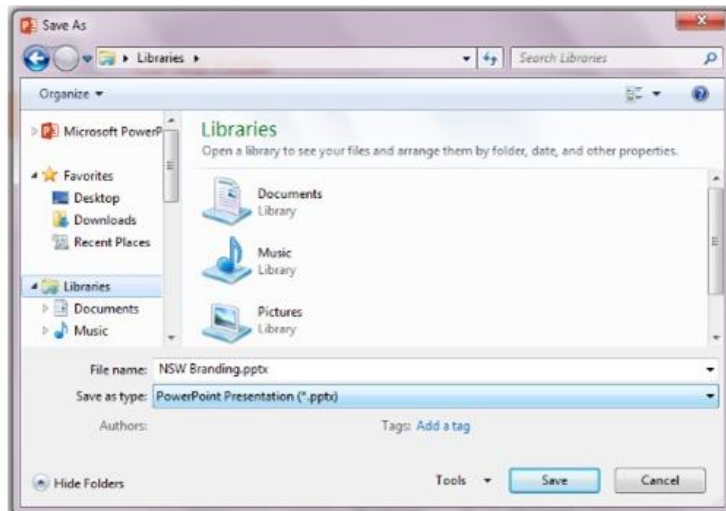 Save As
Libraries
Search Libraries
Organize
Microsoft PowerP
Favorites
Desktop
Downloads
Recent Places
Libraries
Documents
Music
Libraries
Open a library to see your files and arrange them by folder, date, and other properties.
Documents
Library
Music
Library
Pictures
Library
File name: NSW Branding.pptx
Save as type: PowerPoint Presentation (*.pptx)
Authors: Tags: Add a tag
Hide Folders Tools Save Cancel